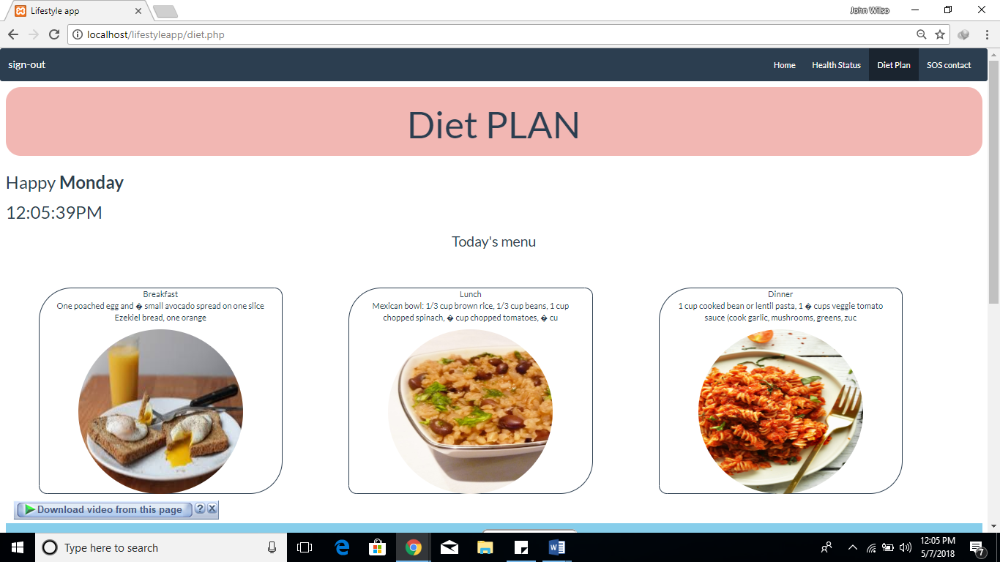 Lifestyle app
John Wilso
localhost/lifestyleapp/diet.php
sign-out
Home
Health Status
Diet Plan
SOS contact
Diet PLAN
Happy Monday
12:05:39PM
Today's menu
Breakfast
One poached egg and � small avocado spread on one slice
Ezekiel bread, one orange
Lunch
Mexican bowl: 1/3 cup brown rice, 1/3 cup beans, 1 cup
chopped spinach, � cup chopped tomatoes, � cu
Dinner
1 cup cooked bean or lentil pasta, 1 � cups veggie tomato
sauce (cook garlic, mushrooms, greens, zuc
Download video from this page
?
Type here to search
12:05 PM
5/7/2018
7